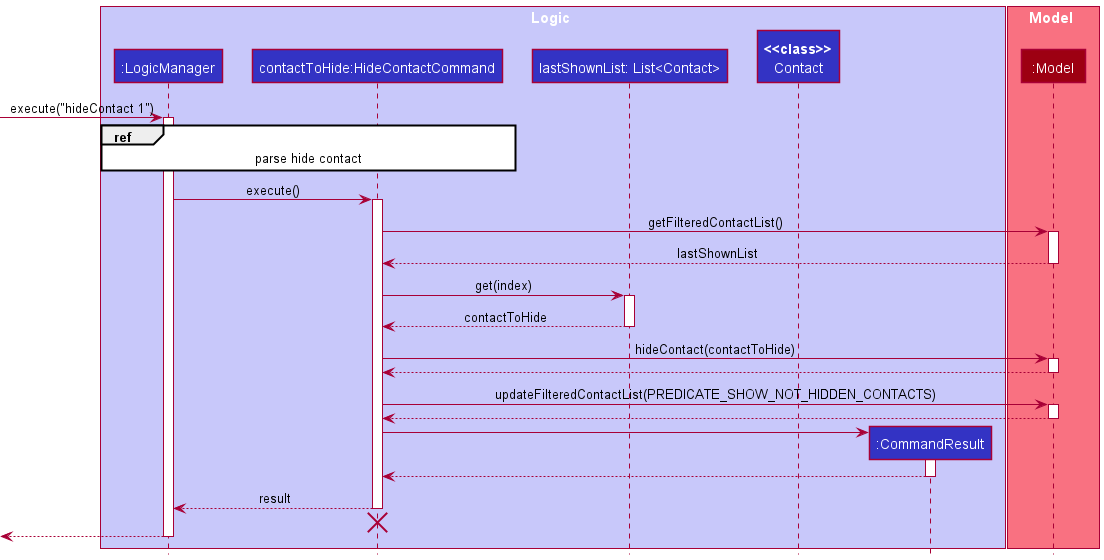 Logic
Model
:LogicManager
contactToHide:HideContactCommand
lastShownList: List<Contact>
<<class>>
Contact
:Model
execute("hideContact 1")
ref
parse hide contact
execute()
getFilteredContactList()
lastShownList
get(index)
contactToHide
hideContact(contactToHide)
updateFilteredContactList(PREDICATE_SHOW_NOT_HIDDEN_CONTACTS)
:CommandResult
result